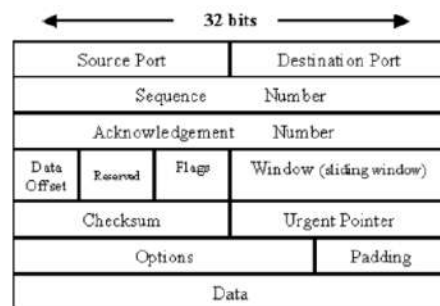 32 bits
Source Port Destination Port
Sequence Number
Acknowledgement Number
Data Offset Reserved Flags Window (sliding window)
Checksum Urgent Pointer
Options Padding
Data